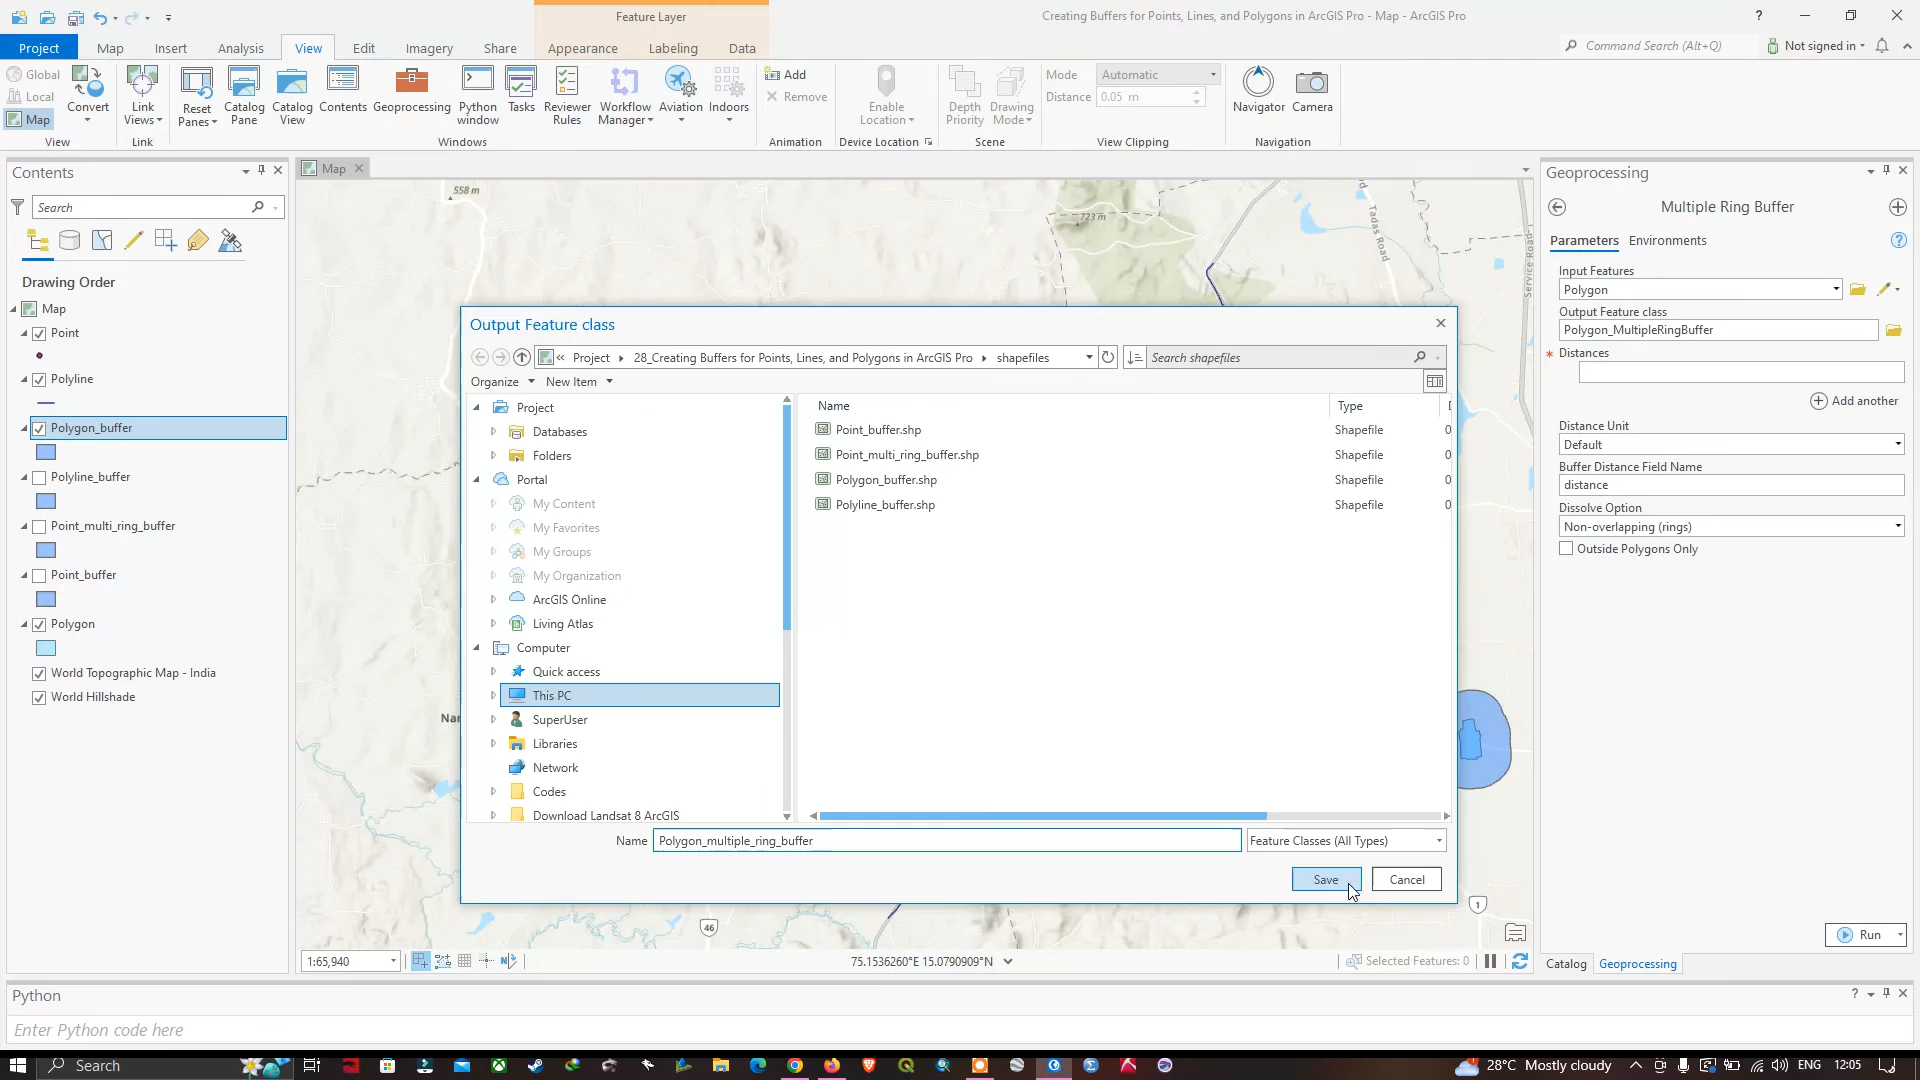 Feature Layer
Creating Buffers for Points, Lines, and Polygons in ArcGIS Pro - Map - ArcGIS Pro
?
Project
Map
Insert
Analysis
View
Edit
Imagery
Share
Appearance
Labeling
Data
Command Search (Alt+Q)
Not signed in
Global
Local
Map
Convert
Link Views
Reset Panes
Catalog Pane
Catalog View
Contents
Geoprocessing
Python window
Tasks
Reviewer Rules
Workflow Manager
Aviation
Indoors
Add
Remove
Enable Location
Depth Priority
Drawing Mode
Mode
Automatic
Distance
0.05 m
Navigator
Camera
View
Link
Windows
Animation
Device Location
Scene
View Clipping
Navigation
Contents
Search
Drawing Order
Map
Point
Polyline
Polygon_buffer
Polyline_buffer
Point_multi_ring_buffer
Point_buffer
Polygon
World Topographic Map - India
World Hillshade
Map
558 m
723 m
Tadas Road
Service Road
Nar
46
1
Output Feature class
Project
28_Creating Buffers for Points, Lines, and Polygons in ArcGIS Pro
shapefiles
Search shapefiles
Organize
New Item
Project
Databases
Folders
Portal
My Content
My Favorites
My Groups
My Organization
ArcGIS Online
Living Atlas
Computer
Quick access
This PC
SuperUser
Libraries
Network
Codes
Download Landsat 8 ArcGIS
Name
Type
Point_buffer.shp
Shapefile
0
Point_multi_ring_buffer.shp
Shapefile
0
Polygon_buffer.shp
Shapefile
0
Polyline_buffer.shp
Shapefile
0
Name
Polygon_multiple_ring_buffer
Feature Classes (All Types)
Save
Cancel
1:65,940
75.1536260°E 15.0790909°N
Selected Features: 0
Geoprocessing
Multiple Ring Buffer
Parameters
Environments
?
Input Features
Polygon
Output Feature class
Polygon_MultipleRingBuffer
* Distances
Add another
Distance Unit
Default
Buffer Distance Field Name
distance
Dissolve Option
Non-overlapping (rings)
Outside Polygons Only
Run
Catalog
Geoprocessing
Python
?
Enter Python code here
Search
28°C Mostly cloudy
ENG
12:05